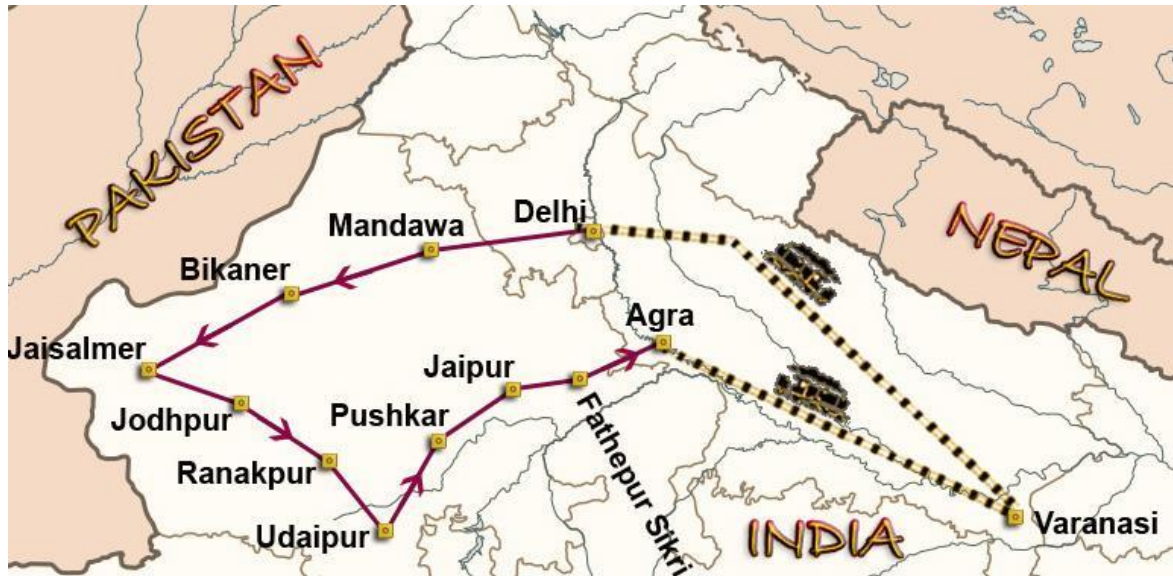 PAKISTAN
NEPAL
Delhi
Mandawa
Bikaner
Agra
Jaisalmer
Jaipur
Jodhpur
Pushkar
Fathepur Sikri
Ranakpur
Udaipur
INDIA
Varanasi